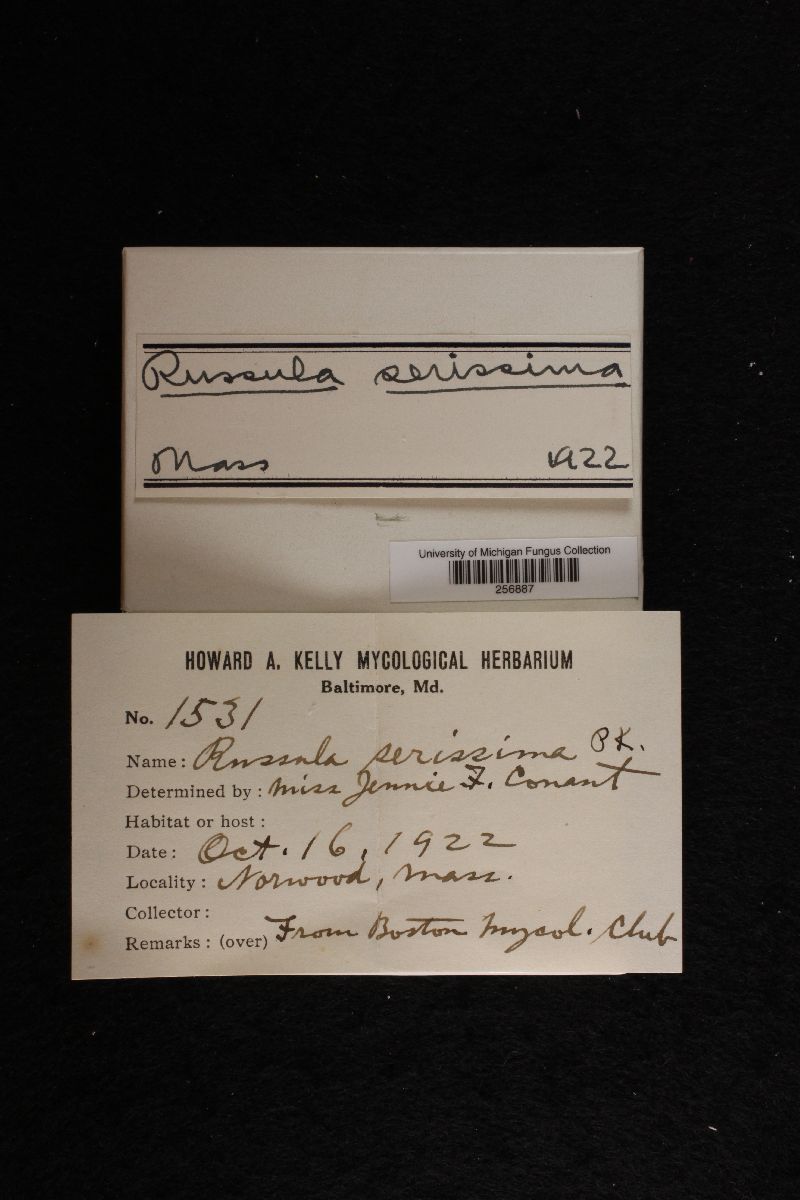 Russula serissima
Mass 1922
University of Michigan Fungus Collection
256887
HOWARD A. KELLY MYCOLOGICAL HERBARIUM
Baltimore, Md.
No. 1531
Name: Russula serissima PK.
Determined by: Miss Jennie F. Conant
Habitat or host:
Date: Oct. 16, 1922
Locality: Norwood, Mass.
Collector:
Remarks: (over) From Boston Mycol. Club